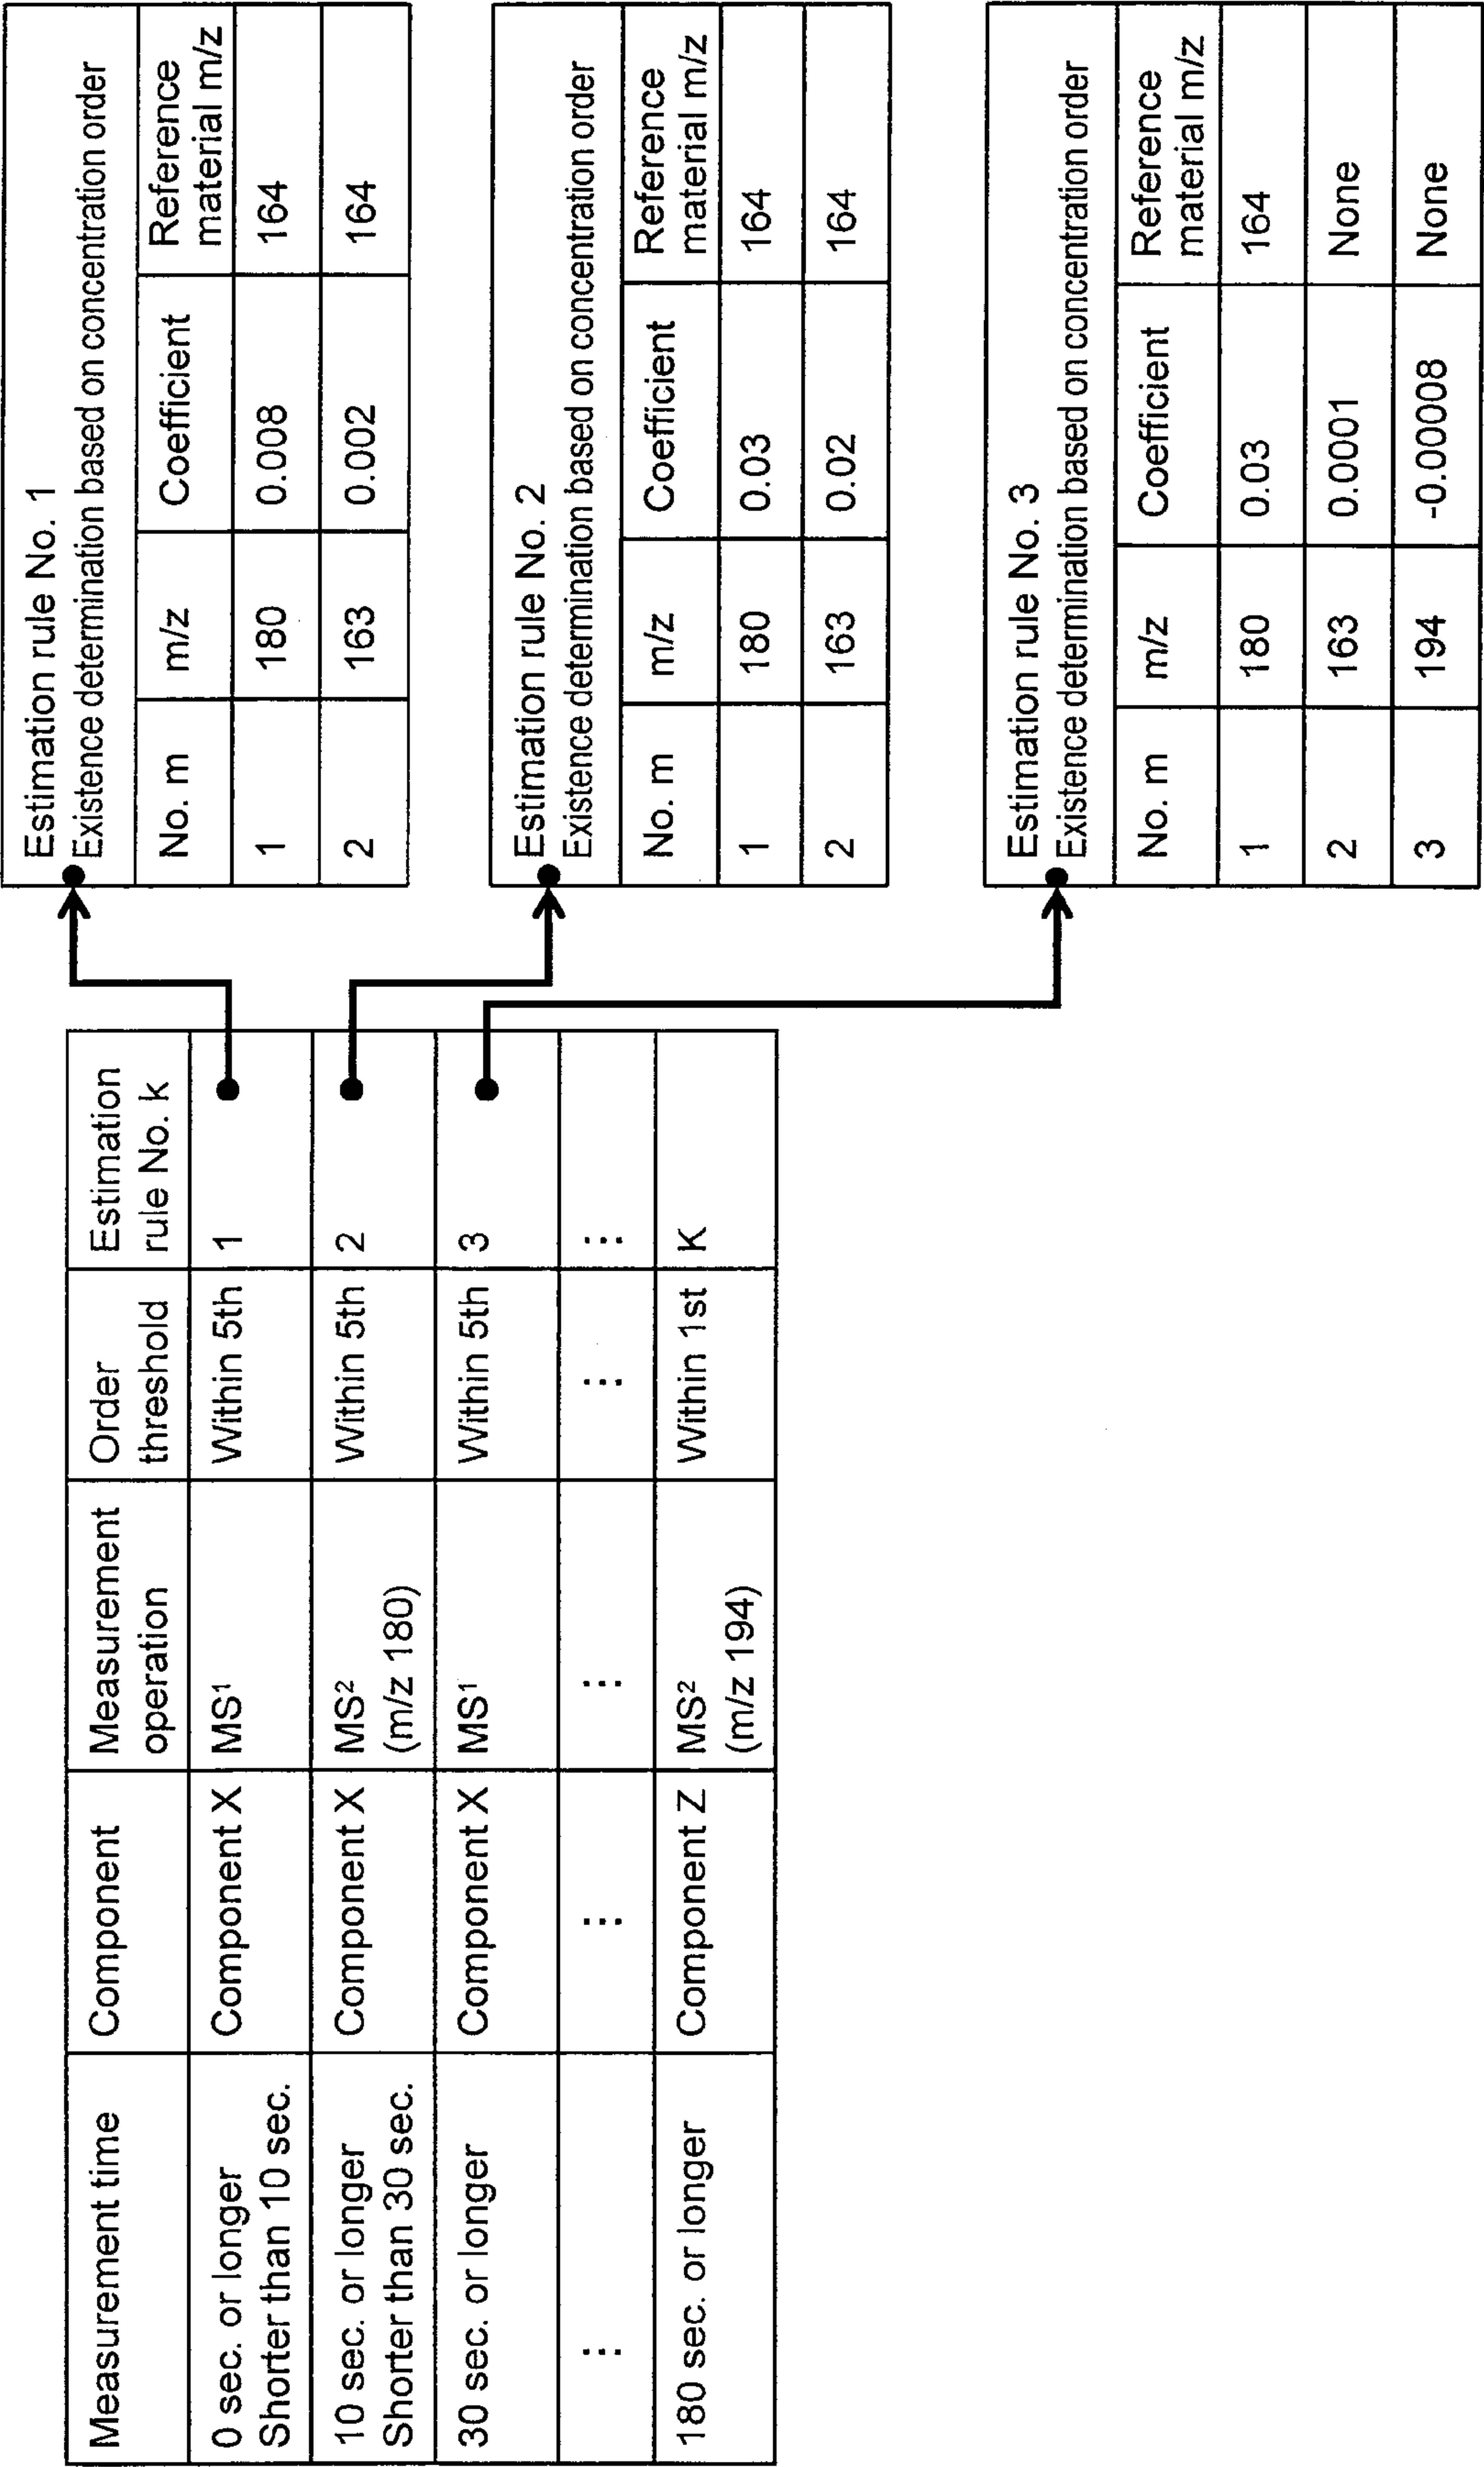 Measurement time
Component
Measurement
operation
Order
threshold
Estimation
rule No. k
0 sec. or longer
Shorter than 10 sec.
Component X
MS¹
Within 5th
1
10 sec. or longer
Shorter than 30 sec.
Component X
MS²
(m/z 180)
Within 5th
2
30 sec. or longer
Component X
MS¹
Within 5th
3
...
...
...
...
...
180 sec. or longer
Component Z
MS²
(m/z 194)
Within 1st
K
Estimation rule No. 1
Existence determination based on concentration order
No. m
m/z
Coefficient
Reference
material m/z
1
180
0.008
164
2
163
0.002
164
Estimation rule No. 2
Existence determination based on concentration order
No. m
m/z
Coefficient
Reference
material m/z
1
180
0.03
164
2
163
0.02
164
Estimation rule No. 3
Existence determination based on concentration order
No. m
m/z
Coefficient
Reference
material m/z
1
180
0.03
164
2
163
0.0001
None
3
194
-0.00008
None